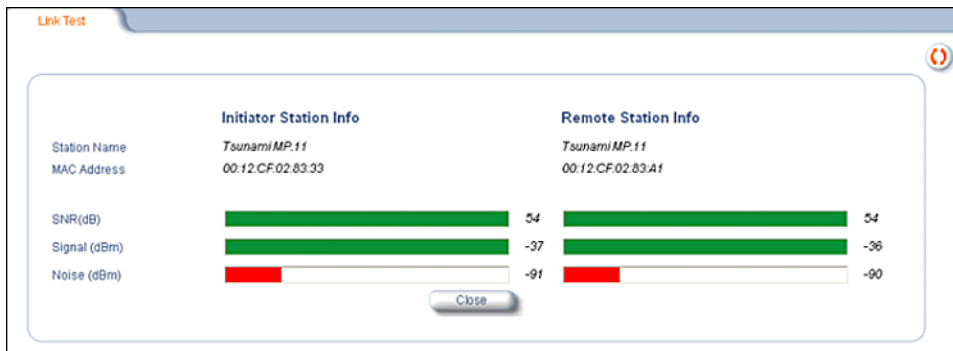 Link Test
Initiator Station Info Remote Station Info
Station Name Tsunami MP.11 Tsunami MP.11
MAC Address 00:12:CF:02:83:33 00:12:CF:02:83:A1
SNR(dB) 54 54
Signal (dBm) -37 -36
Noise (dBm) -91 -90
Close